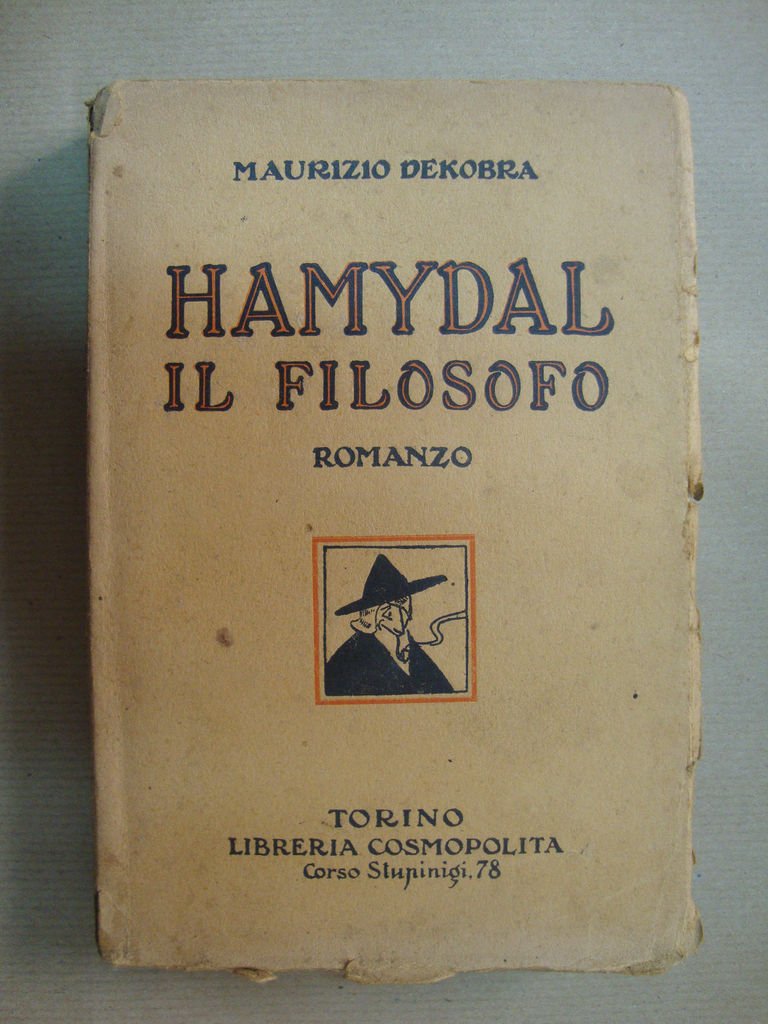 MAURIZIO DEKOBRA
HAMYDAL
IL FILOSOFO
ROMANZO
TORINO
LIBRERIA COSMOPOLITA
Corso Stupinigi, 78